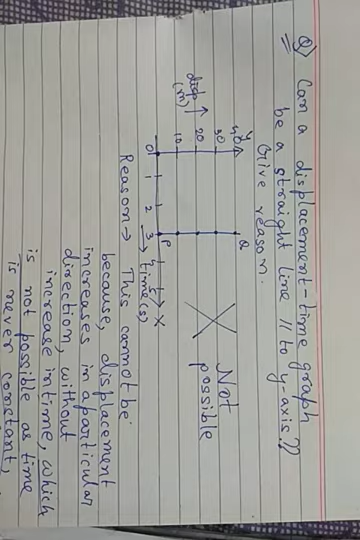 Q) Can a displacement-time graph
be a straight line || to y-axis??
Give reason.
y
40
30
20
10
disp
(m)
O
1
2
3
4
5
x
P
Q
→ time(s)
Not
possible
Reason → This cannot be
because, displacement
increases in a particular
direction, without
increase in time, which
is not possible as time
is never constant,